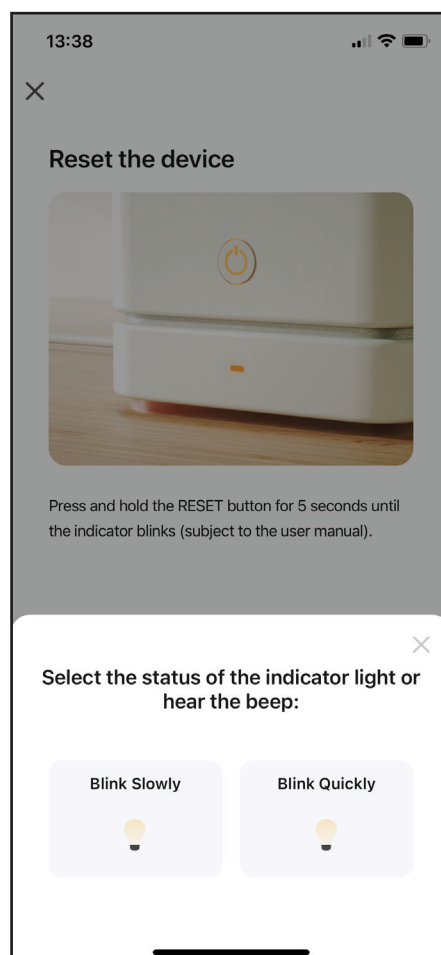 13:38
Reset the device
Press and hold the RESET button for 5 seconds until
the indicator blinks (subject to the user manual).
Select the status of the indicator light or
hear the beep:
Blink Slowly
Blink Quickly